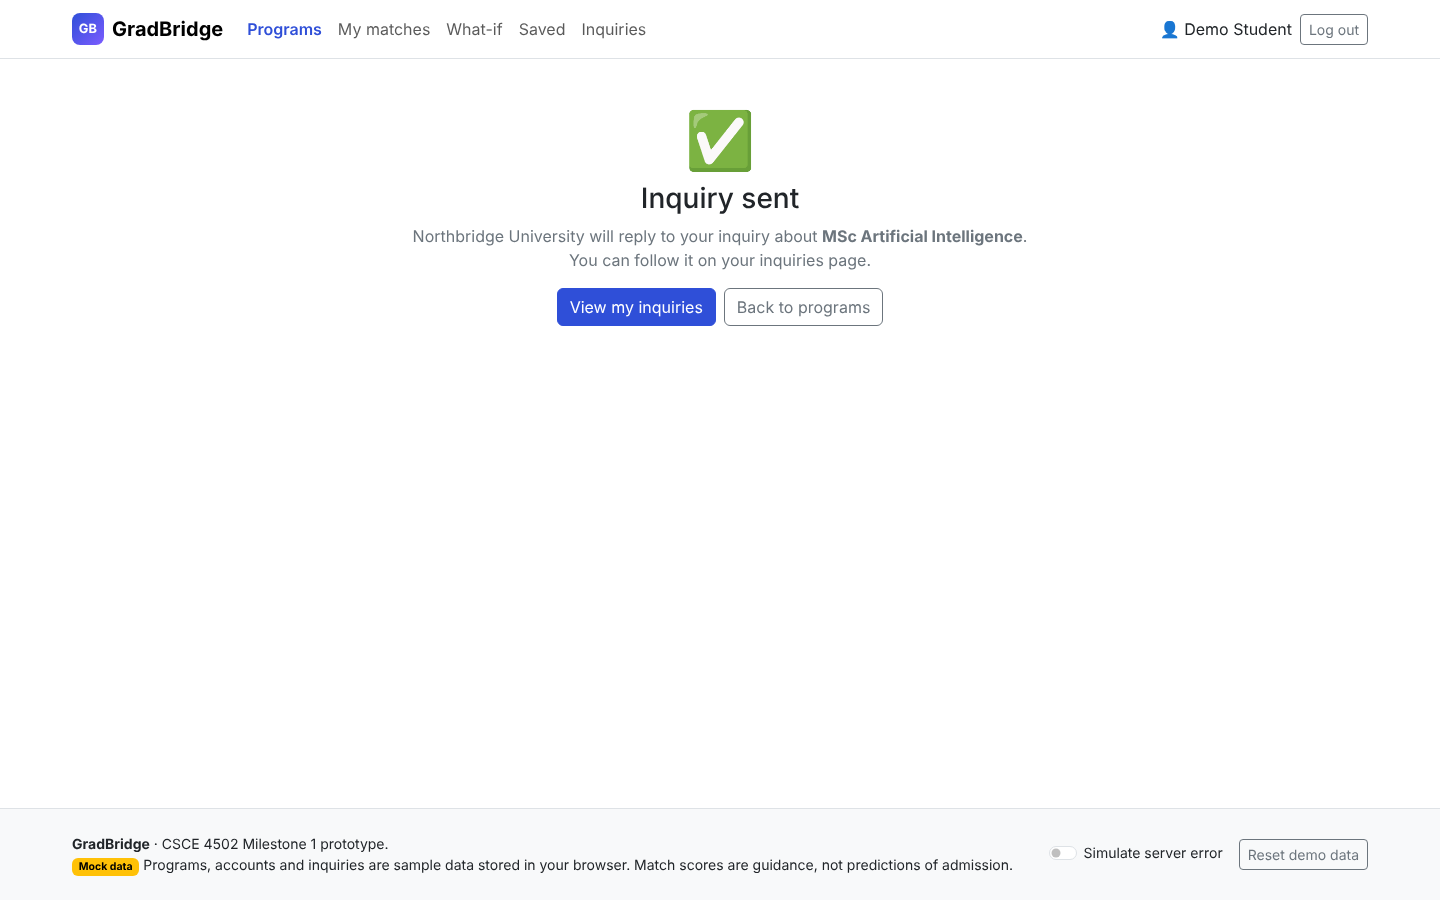 GB GradBridge Programs My matches What-if Saved Inquiries Demo Student Log out
Inquiry sent
Northbridge University will reply to your inquiry about MSc Artificial Intelligence.
You can follow it on your inquiries page.
View my inquiries Back to programs
GradBridge · CSCE 4502 Milestone 1 prototype.
Mock data Programs, accounts and inquiries are sample data stored in your browser. Match scores are guidance, not predictions of admission.
Simulate server error Reset demo data